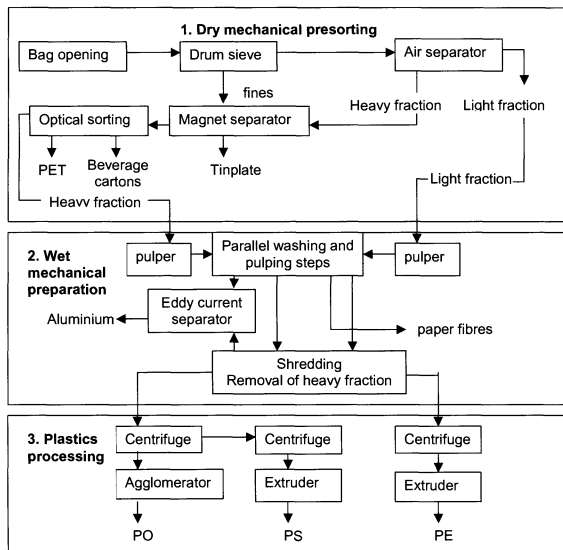 1. Dry mechanical presorting
Bag opening
Drum sieve
Air separator
fines
Heavy fraction
Light fraction
Optical sorting
Magnet separator
PET
Beverage
cartons
Tinplate
Heavy fraction
Light fraction
2. Wet
mechanical
preparation
pulper
Parallel washing and
pulping steps
pulper
Eddy current
separator
Aluminium
paper fibres
Shredding
Removal of heavy fraction
3. Plastics
processing
Centrifuge
Centrifuge
Centrifuge
Agglomerator
Extruder
Extruder
PO
PS
PE